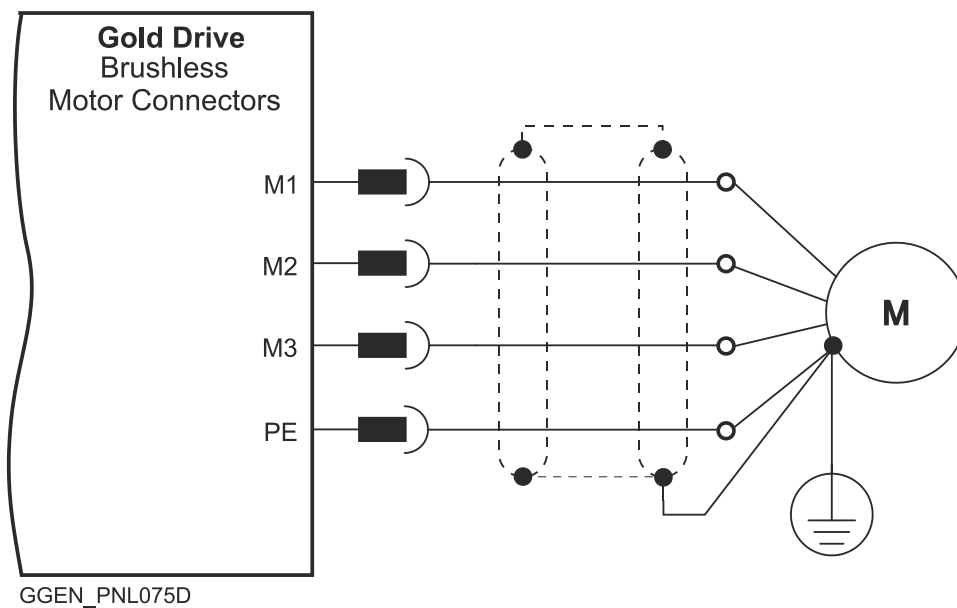 Gold Drive
Brushless
Motor Connectors
M1
M2
M3
PE
M
GGEN_PNL075D